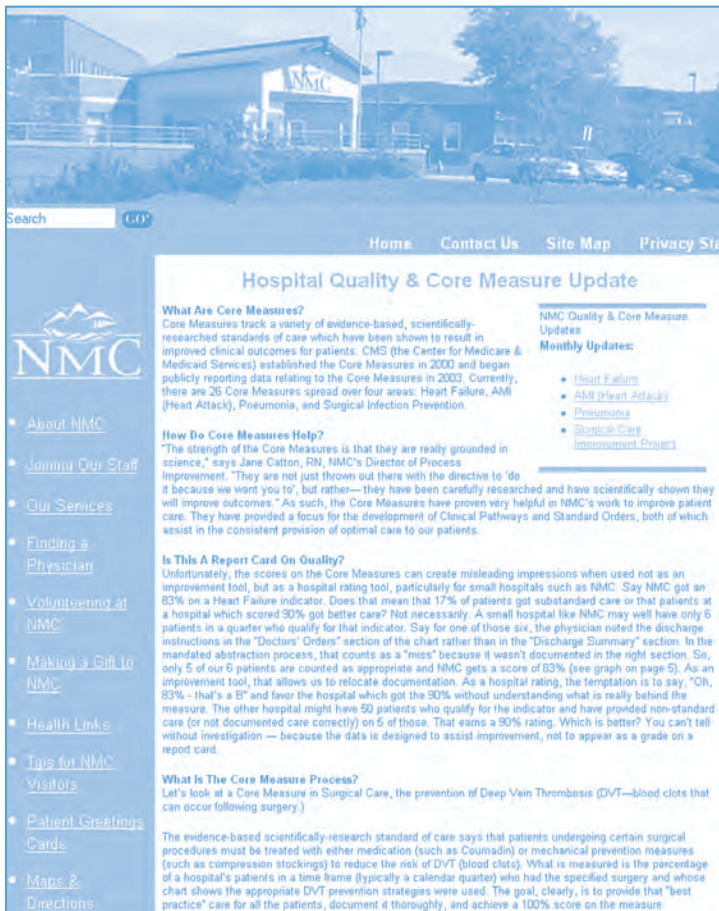 NMC
Search GO!
Home Contact Us Site Map Privacy Sta
NMC
About NMC
Joining Our Staff
Our Services
Finding a
Physician
Volunteering at
NMC
Making a Gift to
NMC
Health Links
Tips for NMC
Visitors
Patient Greetings
Cards
Maps &
Directions
Hospital Quality & Core Measure Update
What Are Core Measures?
Core Measures track a variety of evidence-based, scientifically-
researched standards of care which have been shown to result in
improved clinical outcomes for patients. CMS (the Center for Medicare &
Medicaid Services) established the Core Measures in 2000 and began
publicly reporting data relating to the Core Measures in 2003. Currently,
there are 26 Core Measures spread over four areas: Heart Failure, AMI
(Heart Attack), Pneumonia, and Surgical Infection Prevention.
NMC Quality & Core Measure
Updates
Monthly Updates:
Heart Failure
AMI (Heart Attack)
Pneumonia
Surgical Care
Improvement Project
How Do Core Measures Help?
"The strength of the Core Measures is that they are really grounded in
science," says Jane Catton, RN, NMC's Director of Process
Improvement. "They are not just thrown out there with the directive to 'do
it because we want you to', but rather— they have been carefully researched and have scientifically shown they
will improve outcomes." As such, the Core Measures have proven very helpful in NMC's work to improve patient
care. They have provided a focus for the development of Clinical Pathways and Standard Orders, both of which
assist in the consistent provision of optimal care to our patients.
Is This A Report Card On Quality?
Unfortunately, the scores on the Core Measures can create misleading impressions when used not as an
improvement tool, but as a hospital rating tool, particularly for small hospitals such as NMC. Say NMC got an
83% on a Heart Failure indicator. Does that mean that 17% of patients got substandard care or that patients at
a hospital which scored 90% got better care? Not necessarily. A small hospital like NMC may well have only 6
patients in a quarter who qualify for that indicator. Say for one of those six, the physician noted the discharge
instructions in the "Doctors' Orders" section of the chart rather than in the "Discharge Summary" section. In the
mandated abstraction process, that counts as a "miss" because it wasn't documented in the right section. So,
only 5 of our 6 patients are counted as appropriate and NMC gets a score of 83% (see graph on page 5). As an
improvement tool, that allows us to relocate documentation. As a hospital rating, the temptation is to say, "Oh,
83% - that's a B" and favor the hospital which got the 90% without understanding what is really behind the
measure. The other hospital might have 50 patients who qualify for the indicator and have provided non-standard
care (or not documented care correctly) on 5 of those. That earns a 90% rating. Which is better? You can't tell
without investigation — because the data is designed to assist improvement, not to appear as a grade on a
report card.
What Is The Core Measure Process?
Let's look at a Core Measure in Surgical Care, the prevention of Deep Vein Thrombosis (DVT—blood clots that
can occur following surgery.)
The evidence-based scientifically-research standard of care says that patients undergoing certain surgical
procedures must be treated with either medication (such as Coumadin) or mechanical prevention measures
(such as compression stockings) to reduce the risk of DVT (blood clots). What is measured is the percentage
of a hospital's patients in a time frame (typically a calendar quarter) who had the specified surgery and whose
chart shows the appropriate DVT prevention strategies were used. The goal, clearly, is to provide that "best
practice" care for all the patients, document it thoroughly, and achieve a 100% score on the measure